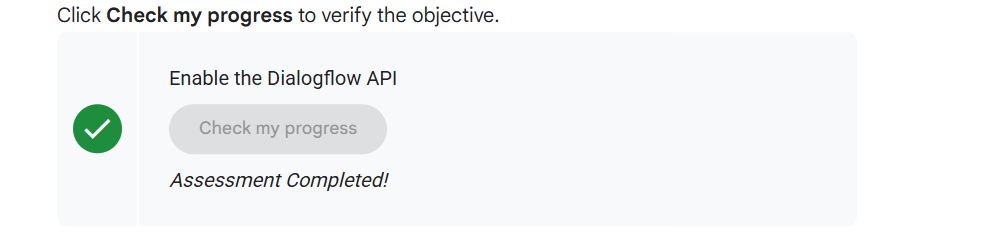 Click Check my progress to verify the objective.
Enable the Dialogflow API
Check my progress
Assessment Completed!